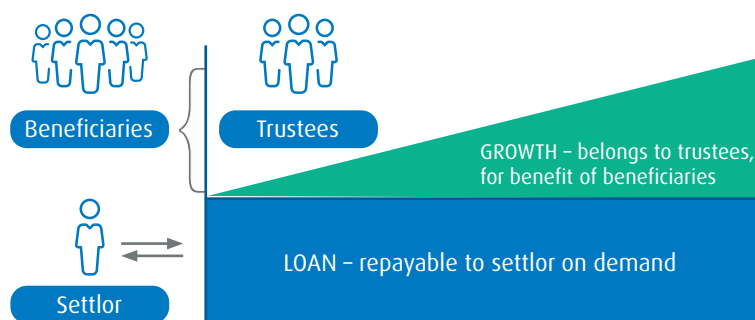 Beneficiaries
Trustees
GROWTH – belongs to trustees,
for benefit of beneficiaries
LOAN – repayable to settlor on demand
Settlor